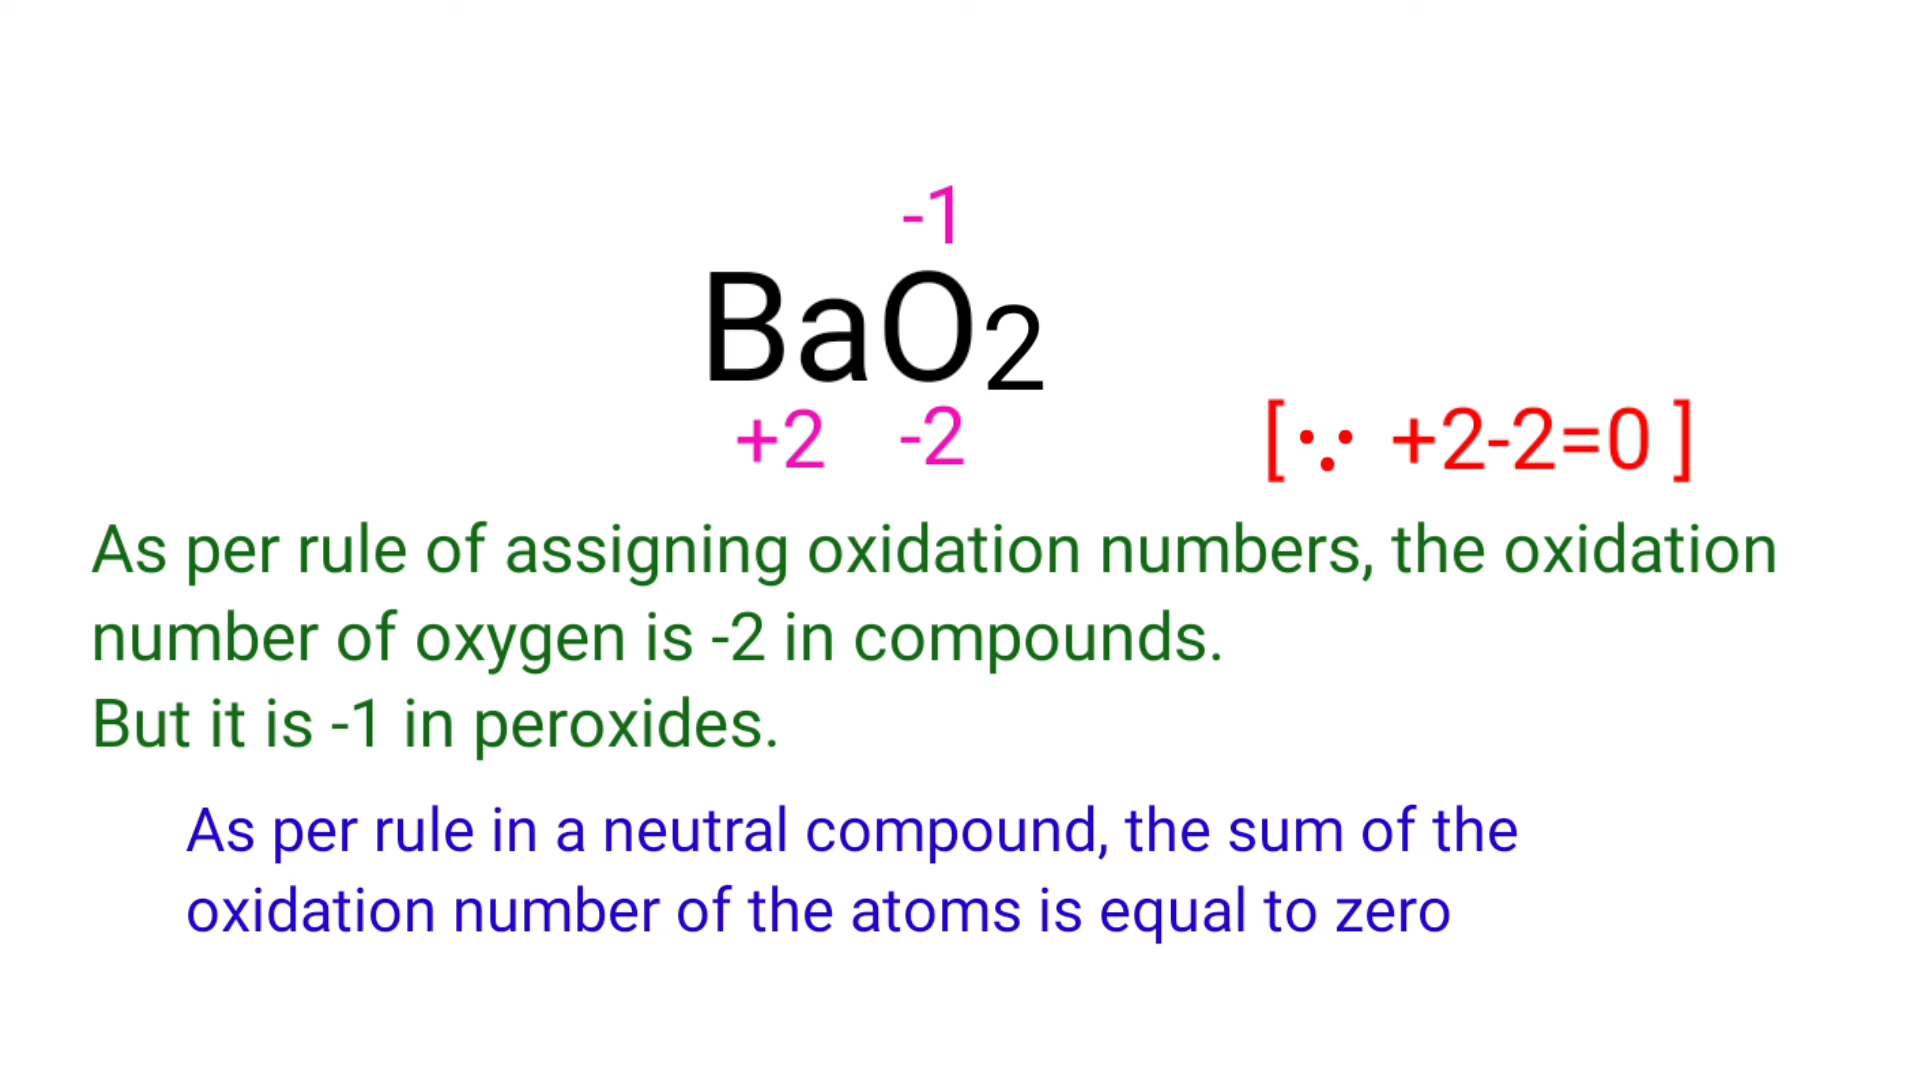 -1
BaO2
+2 -2
[∵ +2-2=0 ]
As per rule of assigning oxidation numbers, the oxidation
number of oxygen is -2 in compounds.
But it is -1 in peroxides.
As per rule in a neutral compound, the sum of the
oxidation number of the atoms is equal to zero